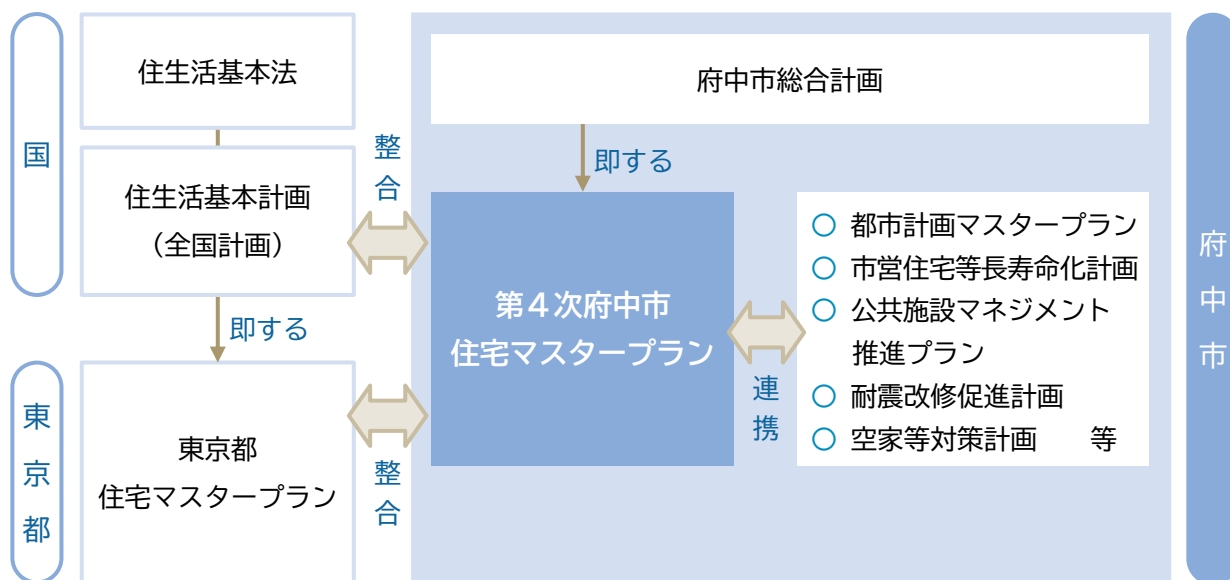 国
住生活基本法
住生活基本計画
（全国計画）
即する
東京都
東京都
住宅マスタープラン
整合
整合
府中市総合計画
即する
第４次府中市
住宅マスタープラン
連携
○ 都市計画マスタープラン
○ 市営住宅等長寿命化計画
○ 公共施設マネジメント
推進プラン
○ 耐震改修促進計画
○ 空家等対策計画　等
府中市